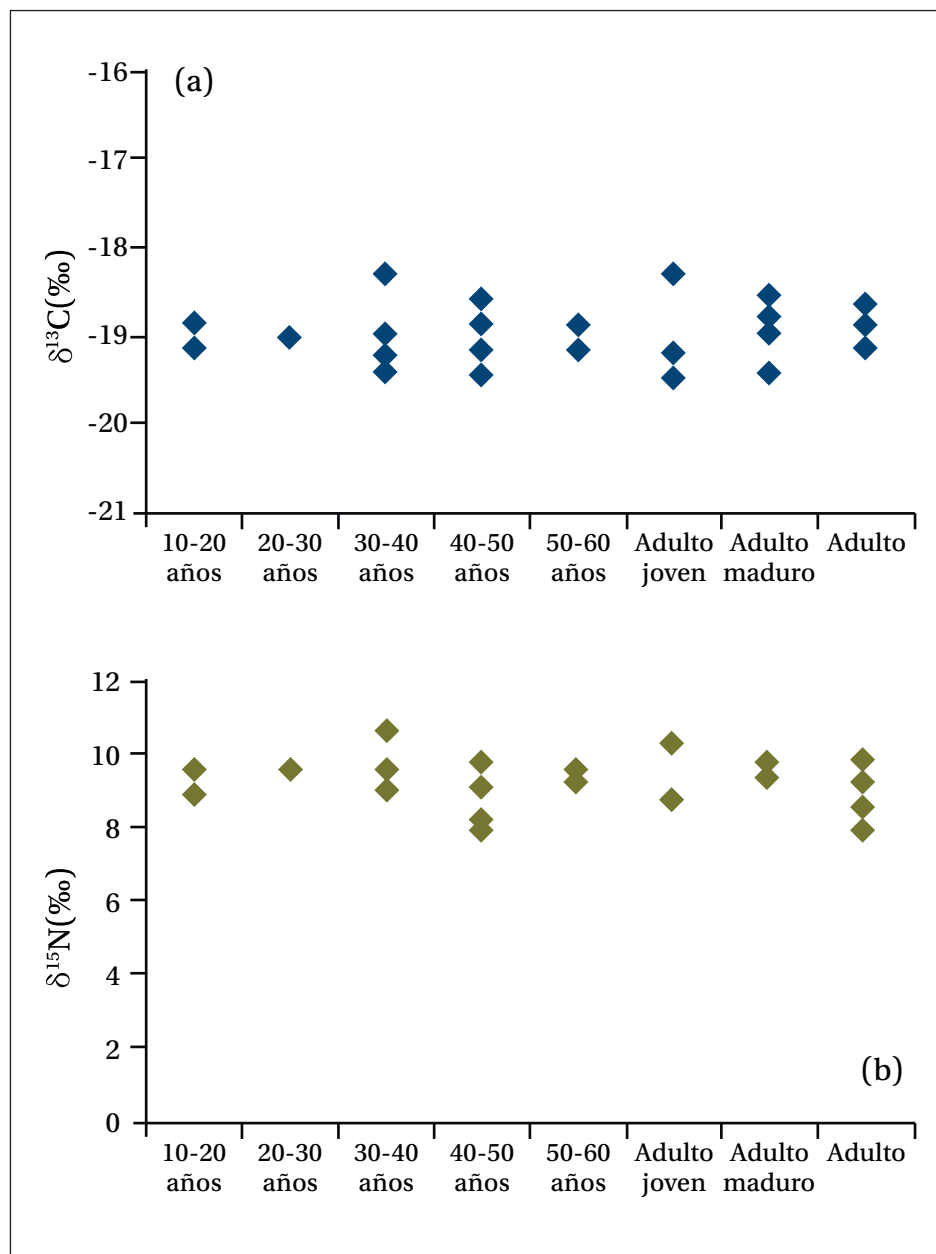 (a)
-16
-17
-18
-19
-20
-21
δ¹³C(‰)
10-20 años
20-30 años
30-40 años
40-50 años
50-60 años
Adulto joven
Adulto maduro
Adulto
12
10
8
6
4
2
0
δ¹⁵N(‰)
(b)
10-20 años
20-30 años
30-40 años
40-50 años
50-60 años
Adulto joven
Adulto maduro
Adulto